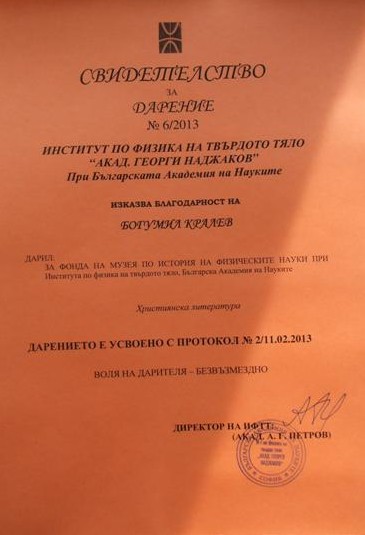 СВИДЕТЕЛСТВО
ЗА
ДАРЕНИЕ
№ 6/2013
ИНСТИТУТ ПО ФИЗИКА НА ТВЪРДОТО ТЯЛО
“АКАД. ГЕОРГИ НАДЖАКОВ”
При Българската Академия на Науките
ИЗКАЗВА БЛАГОДАРНОСТ НА
БОГУМИЛ КРАЛЕВ
ДАРИЛ:
ЗА ФОНДА НА МУЗЕЯ ПО ИСТОРИЯ НА ФИЗИЧЕСКИТЕ НАУКИ ПРИ
Института по физика на твърдото тяло, Българска Академия на Науките
Християнска литература
ДАРЕНИЕТО Е УСВОЕНО С ПРОТОКОЛ № 2/11.02.2013
ВОЛЯ НА ДАРИТЕЛЯ – БЕЗВЪЗМЕЗДНО
ДИРЕКТОР НА ИФТТ:
(АКАД. А. Г. ПЕТРОВ)